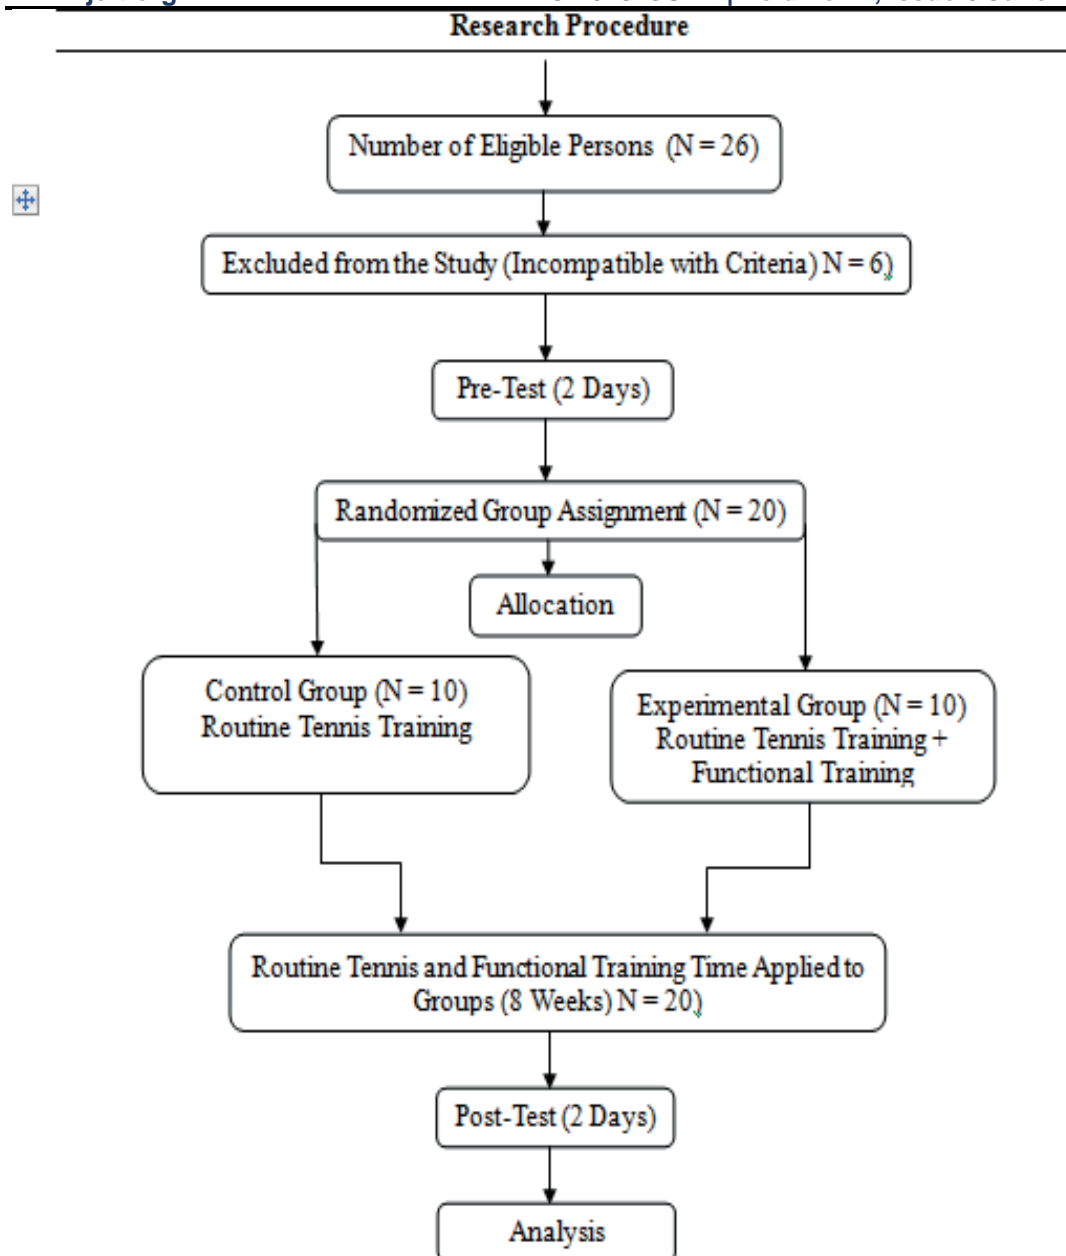 Research Procedure
Number of Eligible Persons (N = 26)
Excluded from the Study (Incompatible with Criteria) N = 6)
Pre-Test (2 Days)
Randomized Group Assignment (N = 20)
Allocation
Control Group (N = 10)
Routine Tennis Training
Experimental Group (N = 10)
Routine Tennis Training +
Functional Training
Routine Tennis and Functional Training Time Applied to
Groups (8 Weeks) N = 20)
Post-Test (2 Days)
Analysis